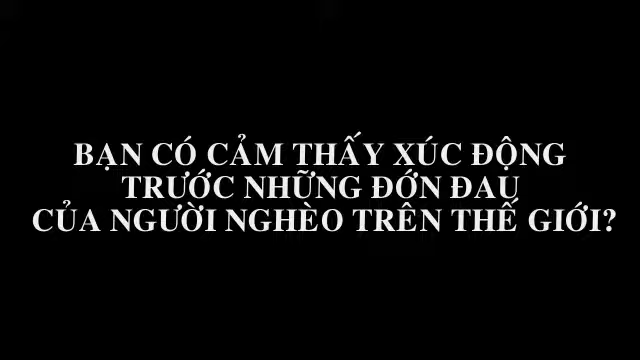 BẠN CÓ CẢM THẤY XÚC ĐỘNG
TRƯỚC NHỮNG ĐỚN ĐAU
CỦA NGƯỜI NGHÈO TRÊN THẾ GIỚI?